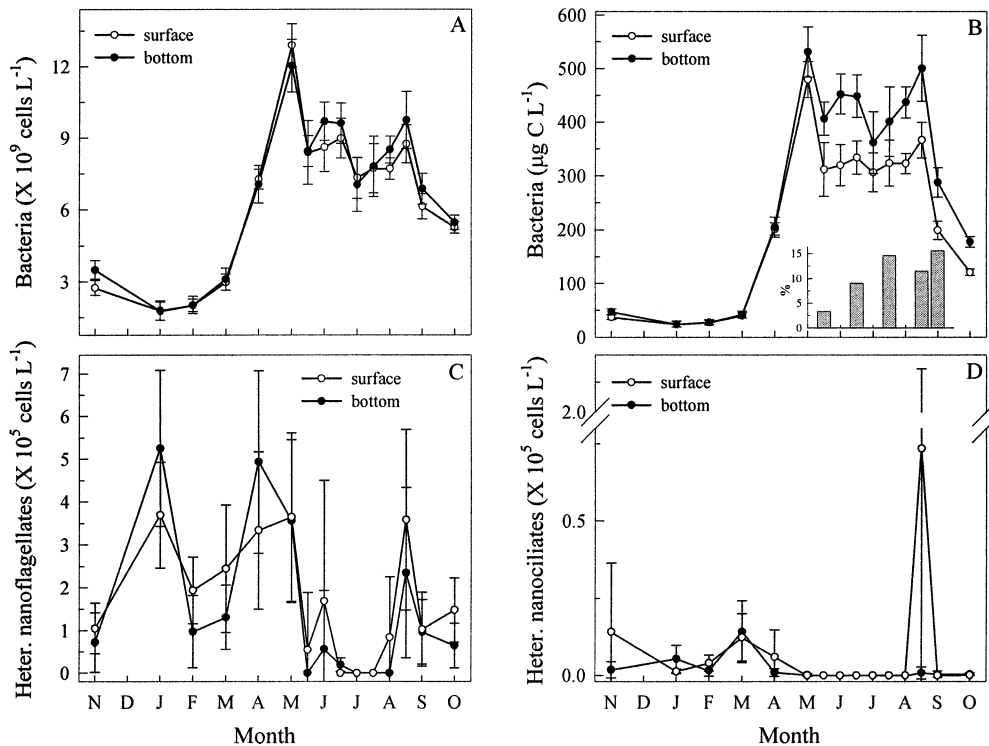 A
surface
bottom
12
9
6
3
Bacteria (X 10⁹ cells L⁻¹)
B
surface
bottom
600
500
400
300
200
100
0
Bacteria (µg C L⁻¹)
15
10
5
0
%
C
surface
bottom
7
6
5
4
3
2
1
0
Heter. nanoflagellates (X 10⁵ cells L⁻¹)
N D J F M A M J J A S O
Month
D
surface
bottom
2.0
0.5
0.0
Heter. nanociliates (X 10⁵ cells L⁻¹)
N D J F M A M J J A S O
Month